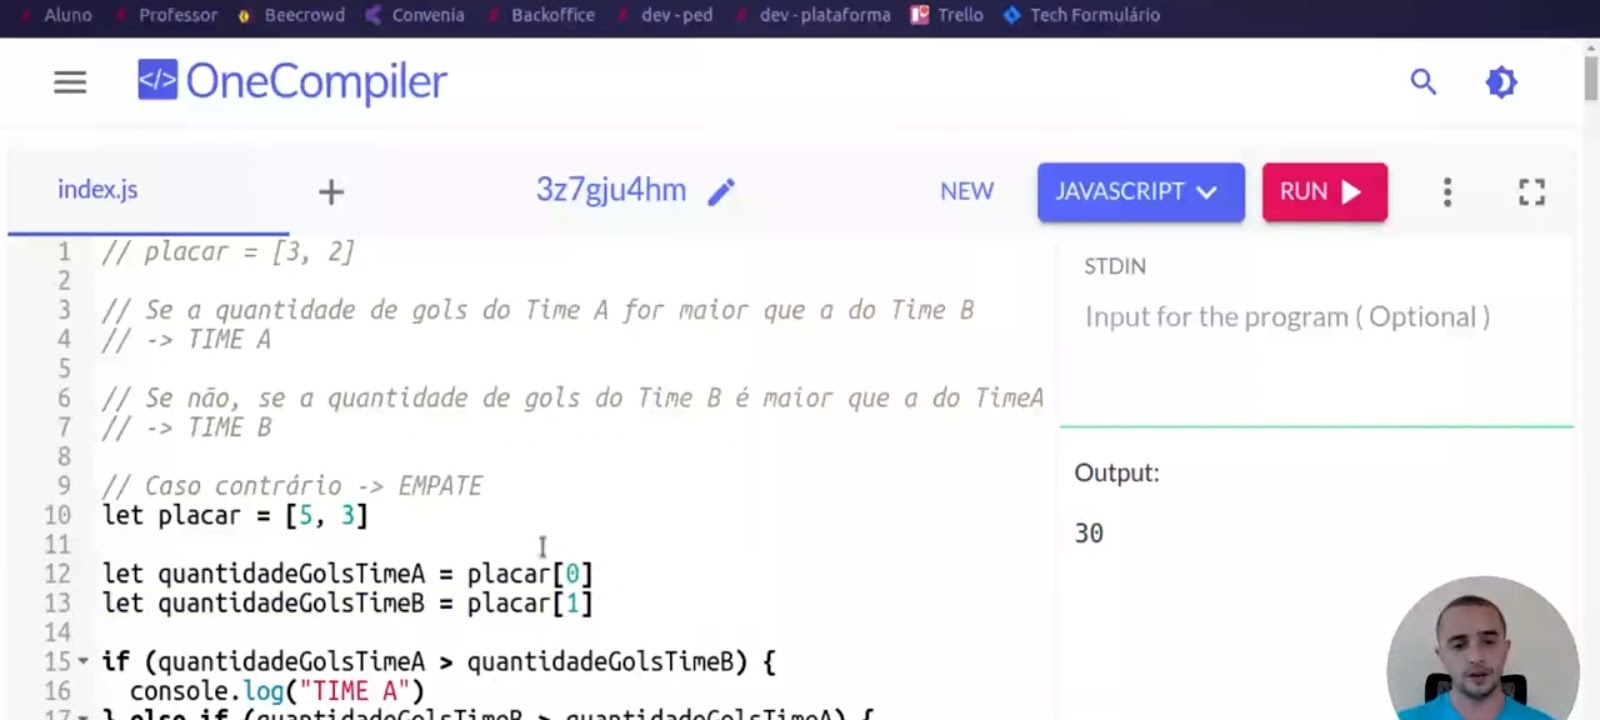 Aluno Professor Beecrowd Convenia Backoffice dev-ped dev-plataforma Trello Tech Formulário
</> OneCompiler
index.js + 3z7gju4hm NEW JAVASCRIPT RUN
1 // placar = [3, 2]
2
3 // Se a quantidade de gols do Time A for maior que a do Time B
4 // -> TIME A
5
6 // Se não, se a quantidade de gols do Time B é maior que a do TimeA
7 // -> TIME B
8
9 // Caso contrário -> EMPATE
10 let placar = [5, 3]
11
12 let quantidadeGolsTimeA = placar[0]
13 let quantidadeGolsTimeB = placar[1]
14
15 if (quantidadeGolsTimeA > quantidadeGolsTimeB) {
16 console.log("TIME A")
17 } else if (quantidadeGolsTimeB > quantidadeGolsTimeA) {
STDIN
Input for the program ( Optional )
Output:
30